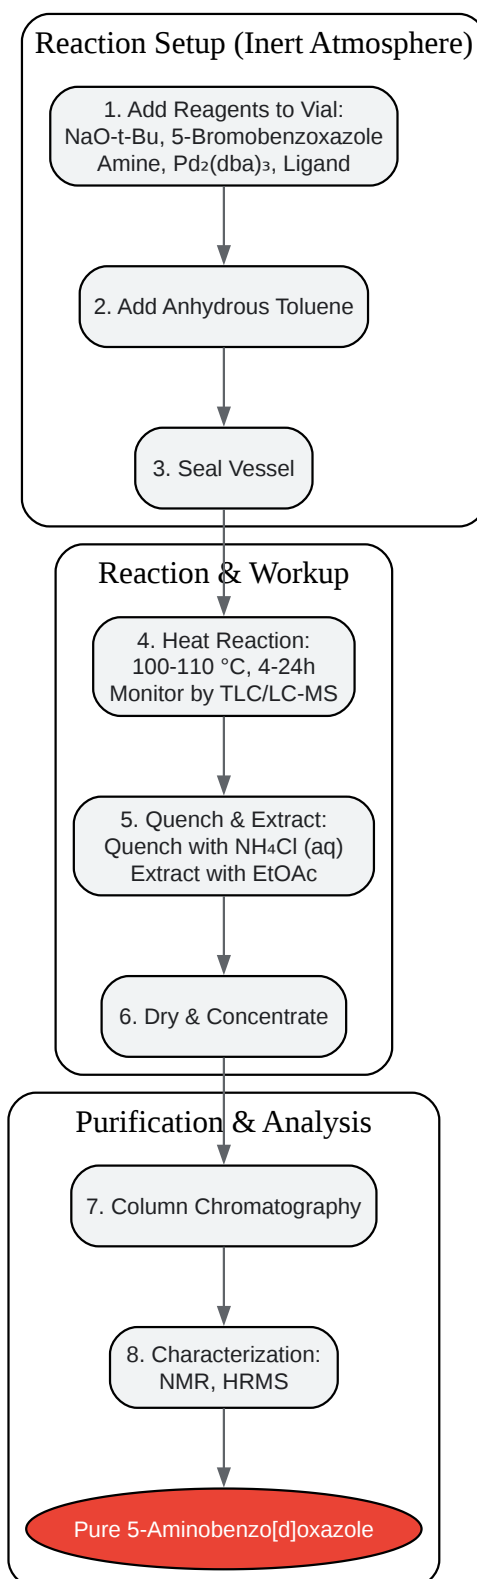 Reaction Setup (Inert Atmosphere)
1. Add Reagents to Vial:
NaO-t-Bu, 5-Bromobenzoxazole
Amine, Pd₂(dba)₃, Ligand
2. Add Anhydrous Toluene
3. Seal Vessel
Reaction & Workup
4. Heat Reaction:
100-110 °C, 4-24h
Monitor by TLC/LC-MS
5. Quench & Extract:
Quench with NH₄Cl (aq)
Extract with EtOAc
6. Dry & Concentrate
Purification & Analysis
7. Column Chromatography
8. Characterization:
NMR, HRMS
Pure 5-Aminobenzo[d]oxazole